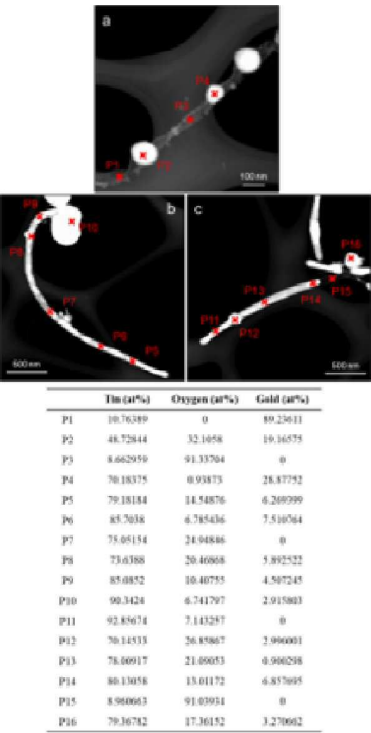 a
P4
P3
P1
P2
100 nm
b
c
P9
P10
P8
P7
P6
P5
500 nm
P16
P15
P14
P13
P11
P12
500 nm
Tin (at%) Oxygen (at%) Gold (at%)
P1 10.76389 0 89.23611
P2 48.72844 32.1058 19.16575
P3 8.662959 91.33704 0
P4 70.18375 0.93873 28.87752
P5 79.18184 14.54876 6.269399
P6 85.7038 6.785436 7.510764
P7 75.05154 24.94846 0
P8 73.6388 20.46868 5.892522
P9 85.0852 10.40755 4.507245
P10 90.3424 6.741797 2.915803
P11 92.85674 7.143257 0
P12 70.14533 26.85867 2.996001
P13 78.00917 21.09053 0.900298
P14 80.13058 13.01172 6.857695
P15 8.960663 91.03934 0
P16 79.36782 17.36152 3.270662